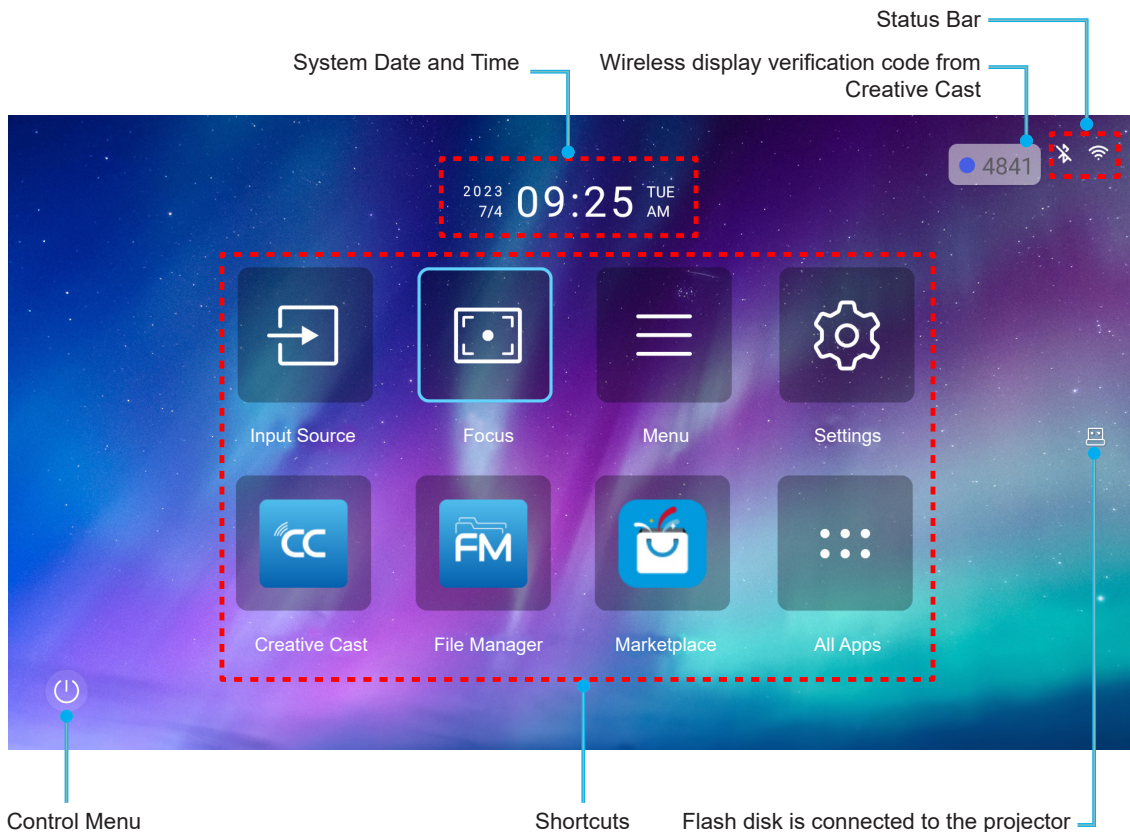 Status Bar
System Date and Time
Wireless display verification code from
Creative Cast
4841
2023
7/4
09:25
TUE
AM
Input Source
Focus
Menu
Settings
CC
FM
Creative Cast
File Manager
Marketplace
All Apps
Control Menu
Shortcuts
Flash disk is connected to the projector